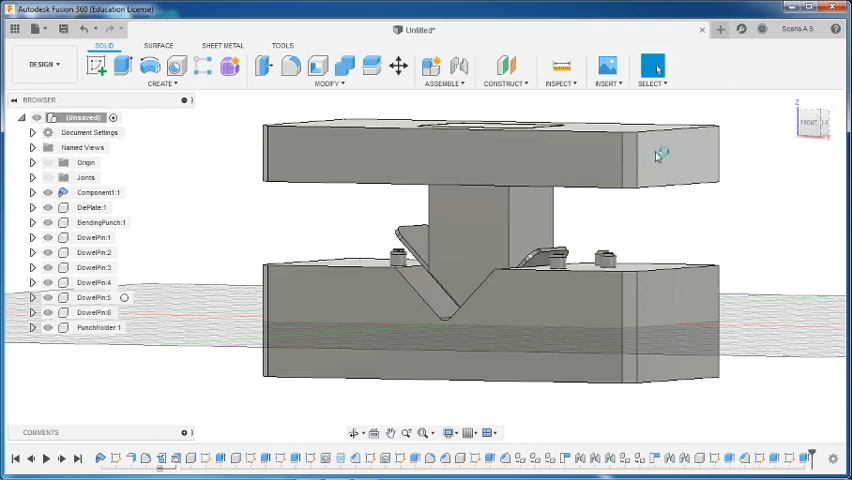 Autodesk Fusion 360 (Education License)
Untitled*
Scaria A S
SOLID SURFACE SHEET METAL TOOLS
DESIGN
CREATE MODIFY ASSEMBLE CONSTRUCT INSPECT INSERT SELECT
BROWSER
(Unsaved)
Document Settings
Named Views
Origin
Joints
Component1:1
DiePlate:1
BendingPunch:1
DowelPin:1
DowelPin:2
DowelPin:3
DowelPin:4
DowelPin:5
DowelPin:6
PunchHolder:1
Z
FRONT
X
COMMENTS